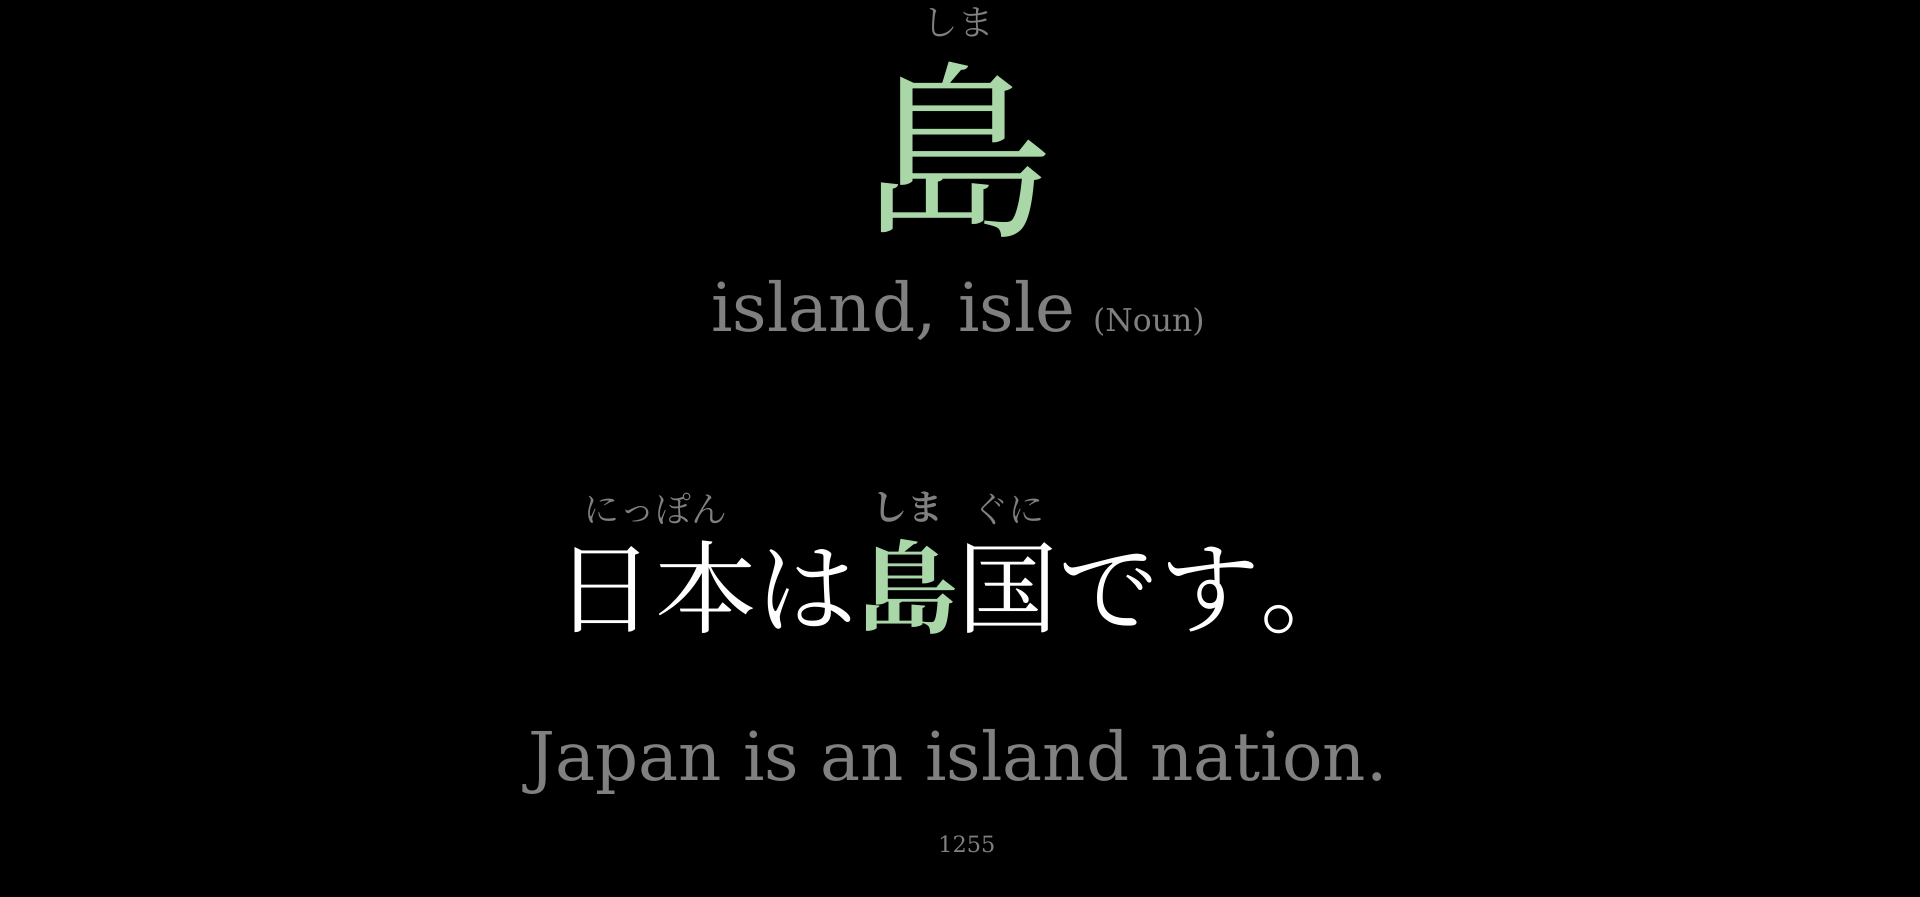 しま
島
island, isle (Noun)
にっぽん しま ぐに
日本は島国です。
Japan is an island nation.
1255